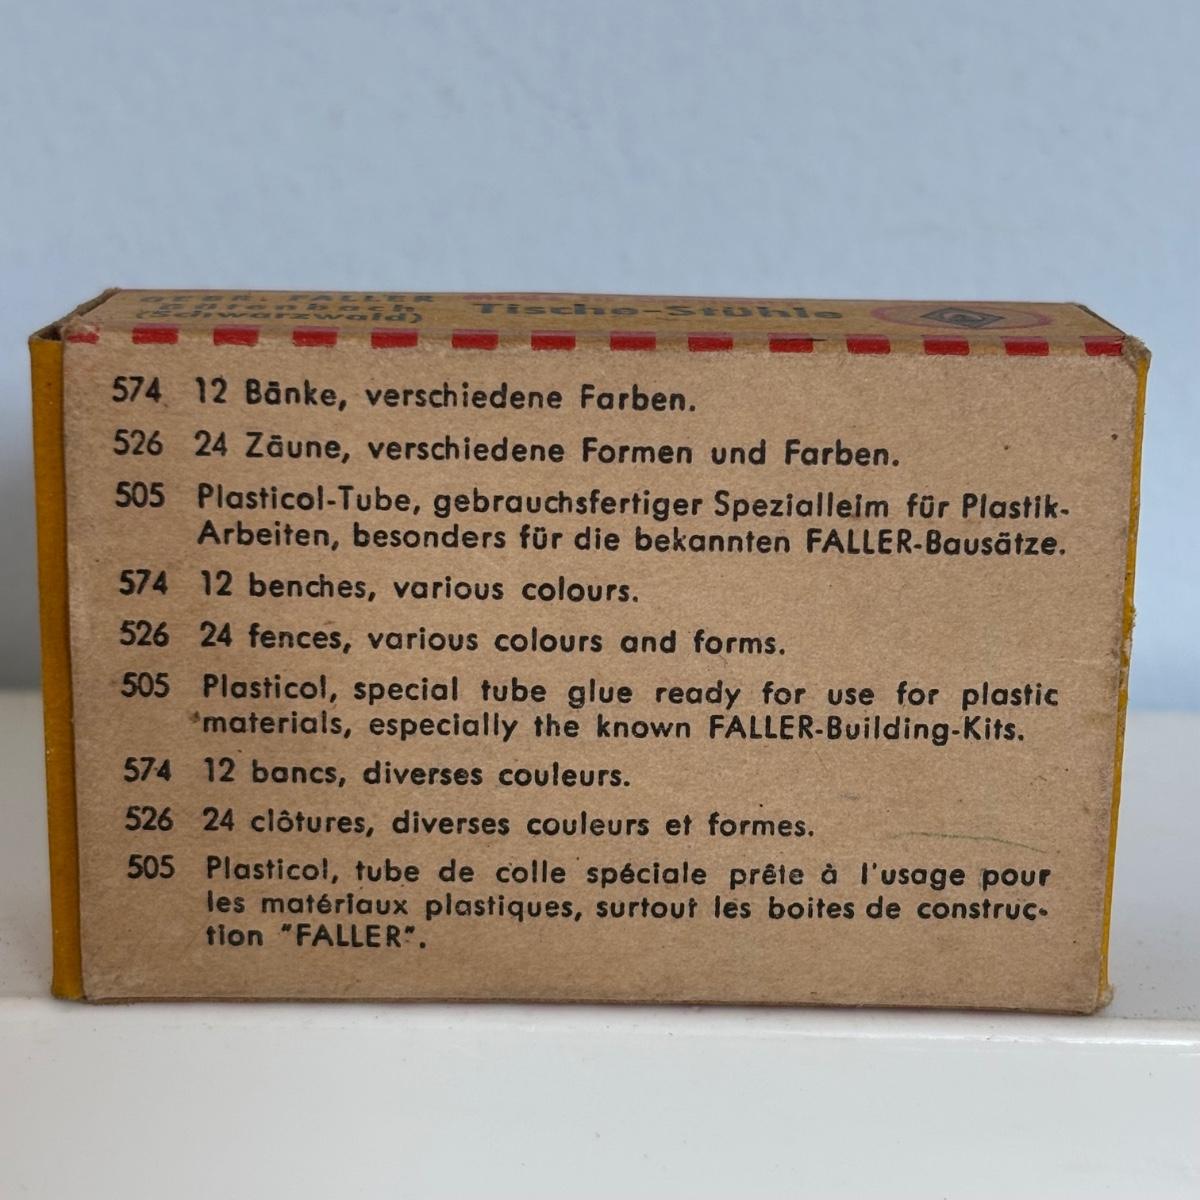 GEBR. FALLER
Gütenbach
(Schwarzwald)
Tische-Stühle
574 12 Bänke, verschiedene Farben.
526 24 Zäune, verschiedene Formen und Farben.
505 Plasticol-Tube, gebrauchsfertiger Spezialleim für Plastik-
Arbeiten, besonders für die bekannten FALLER-Bausätze.
574 12 benches, various colours.
526 24 fences, various colours and forms.
505 Plasticol, special tube glue ready for use for plastic
materials, especially the known FALLER-Building-Kits.
574 12 bancs, diverses couleurs.
526 24 clôtures, diverses couleurs et formes.
505 Plasticol, tube de colle spéciale prête à l'usage pour
les matériaux plastiques, surtout les boites de construc-
tion "FALLER".